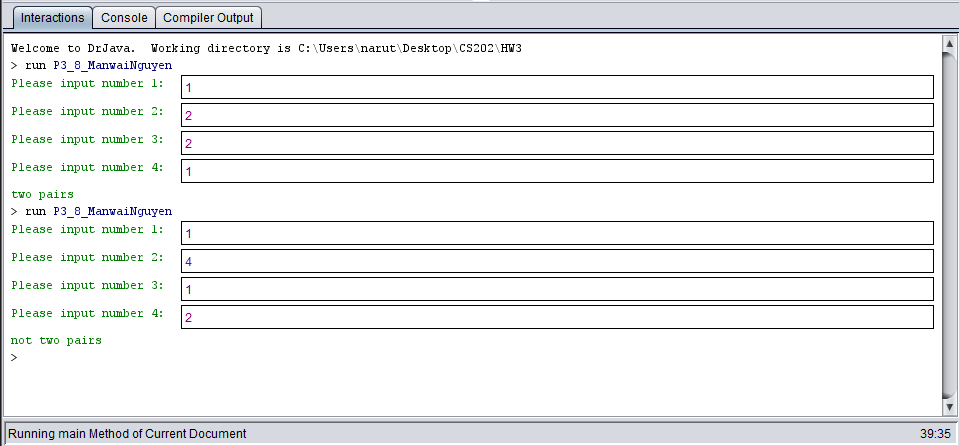 Interactions Console Compiler Output
Welcome to DrJava.  Working directory is C:\Users\narut\Desktop\CS202\HW3
> run P3_8_ManwaiNguyen
Please input number 1: 1
Please input number 2: 2
Please input number 3: 2
Please input number 4: 1
two pairs
> run P3_8_ManwaiNguyen
Please input number 1: 1
Please input number 2: 4
Please input number 3: 1
Please input number 4: 2
not two pairs
>
Running main Method of Current Document 39:35